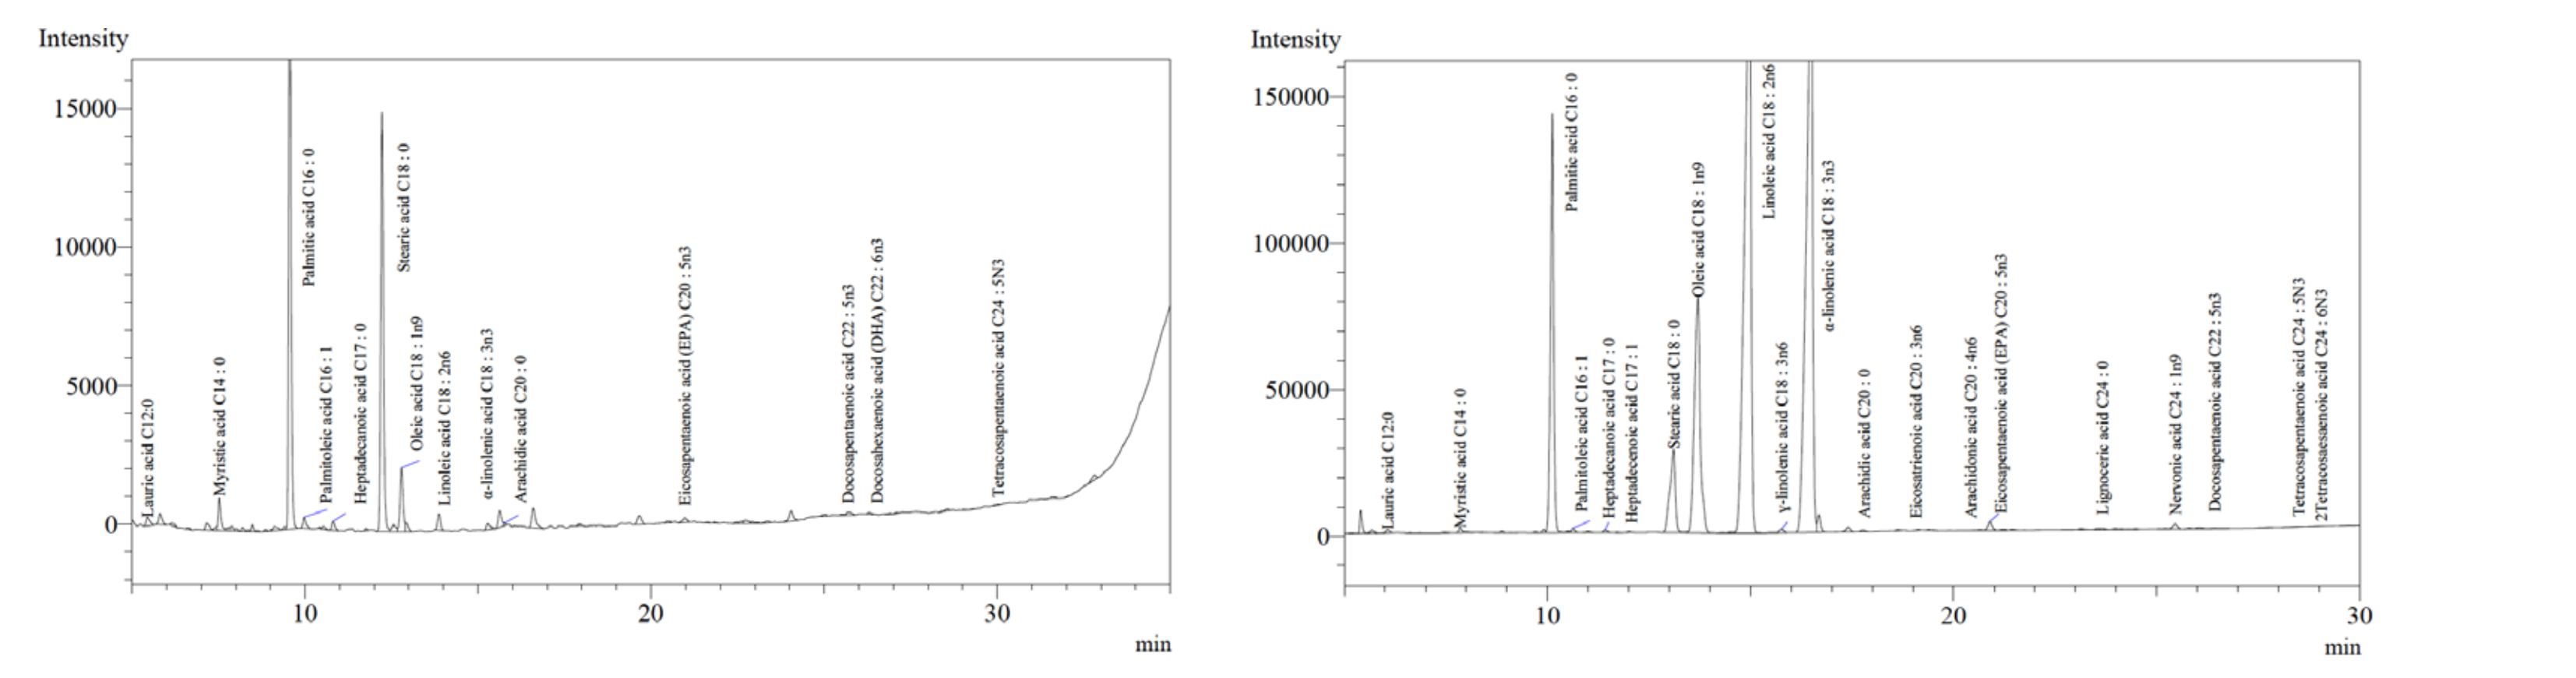 Intensity
15000
10000
5000
0
10
20
30
min
Lauric acid C12:0
Myristic acid C14 : 0
Palmitic acid C16 : 0
Palmitoleic acid C16 : 1
Heptadecanoic acid C17 : 0
Stearic acid C18 : 0
Oleic acid C18 : 1n9
Linoleic acid C18 : 2n6
α-linolenic acid C18 : 3n3
Arachidic acid C20 : 0
Eicosapentaenoic acid (EPA) C20 : 5n3
Docosapentaenoic acid C22 : 5n3
Docosahexaenoic acid (DHA) C22 : 6n3
Tetracosapentaenoic acid C24 : 5N3
Intensity
150000
100000
50000
0
10
20
30
min
Lauric acid C12:0
Myristic acid C14 : 0
Palmitic acid C16 : 0
Palmitoleic acid C16 : 1
Heptadecanoic acid C17 : 0
Heptadecenoic acid C17 : 1
Stearic acid C18 : 0
Oleic acid C18 : 1n9
Linoleic acid C18 : 2n6
γ-linolenic acid C18 : 3n6
α-linolenic acid C18 : 3n3
Arachidic acid C20 : 0
Eicosatrienoic acid C20 : 3n6
Arachidonic acid C20 : 4n6
Eicosapentaenoic acid (EPA) C20 : 5n3
Lignoceric acid C24 : 0
Nervonic acid C24 : 1n9
Docosapentaenoic acid C22 : 5n3
Tetracosapentaenoic acid C24 : 5N3
2Tetracosaesaenoic acid C24 : 6N3